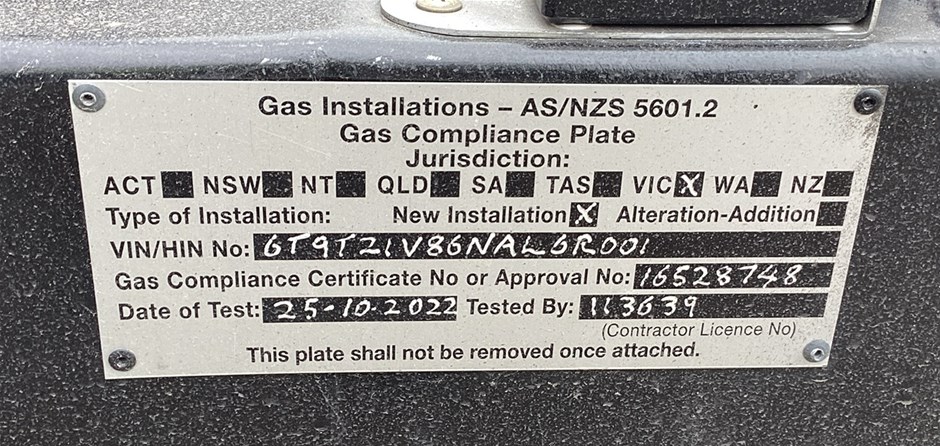 Gas Installations – AS/NZS 5601.2
Gas Compliance Plate
Jurisdiction:
ACT NSW NT QLD SA TAS VIC X WA NZ
Type of Installation: New Installation X Alteration-Addition
VIN/HIN No: 6T9T21V86NAL6R001
Gas Compliance Certificate No or Approval No: 16528748
Date of Test: 25-10-2022 Tested By: 113639
(Contractor Licence No)
This plate shall not be removed once attached.